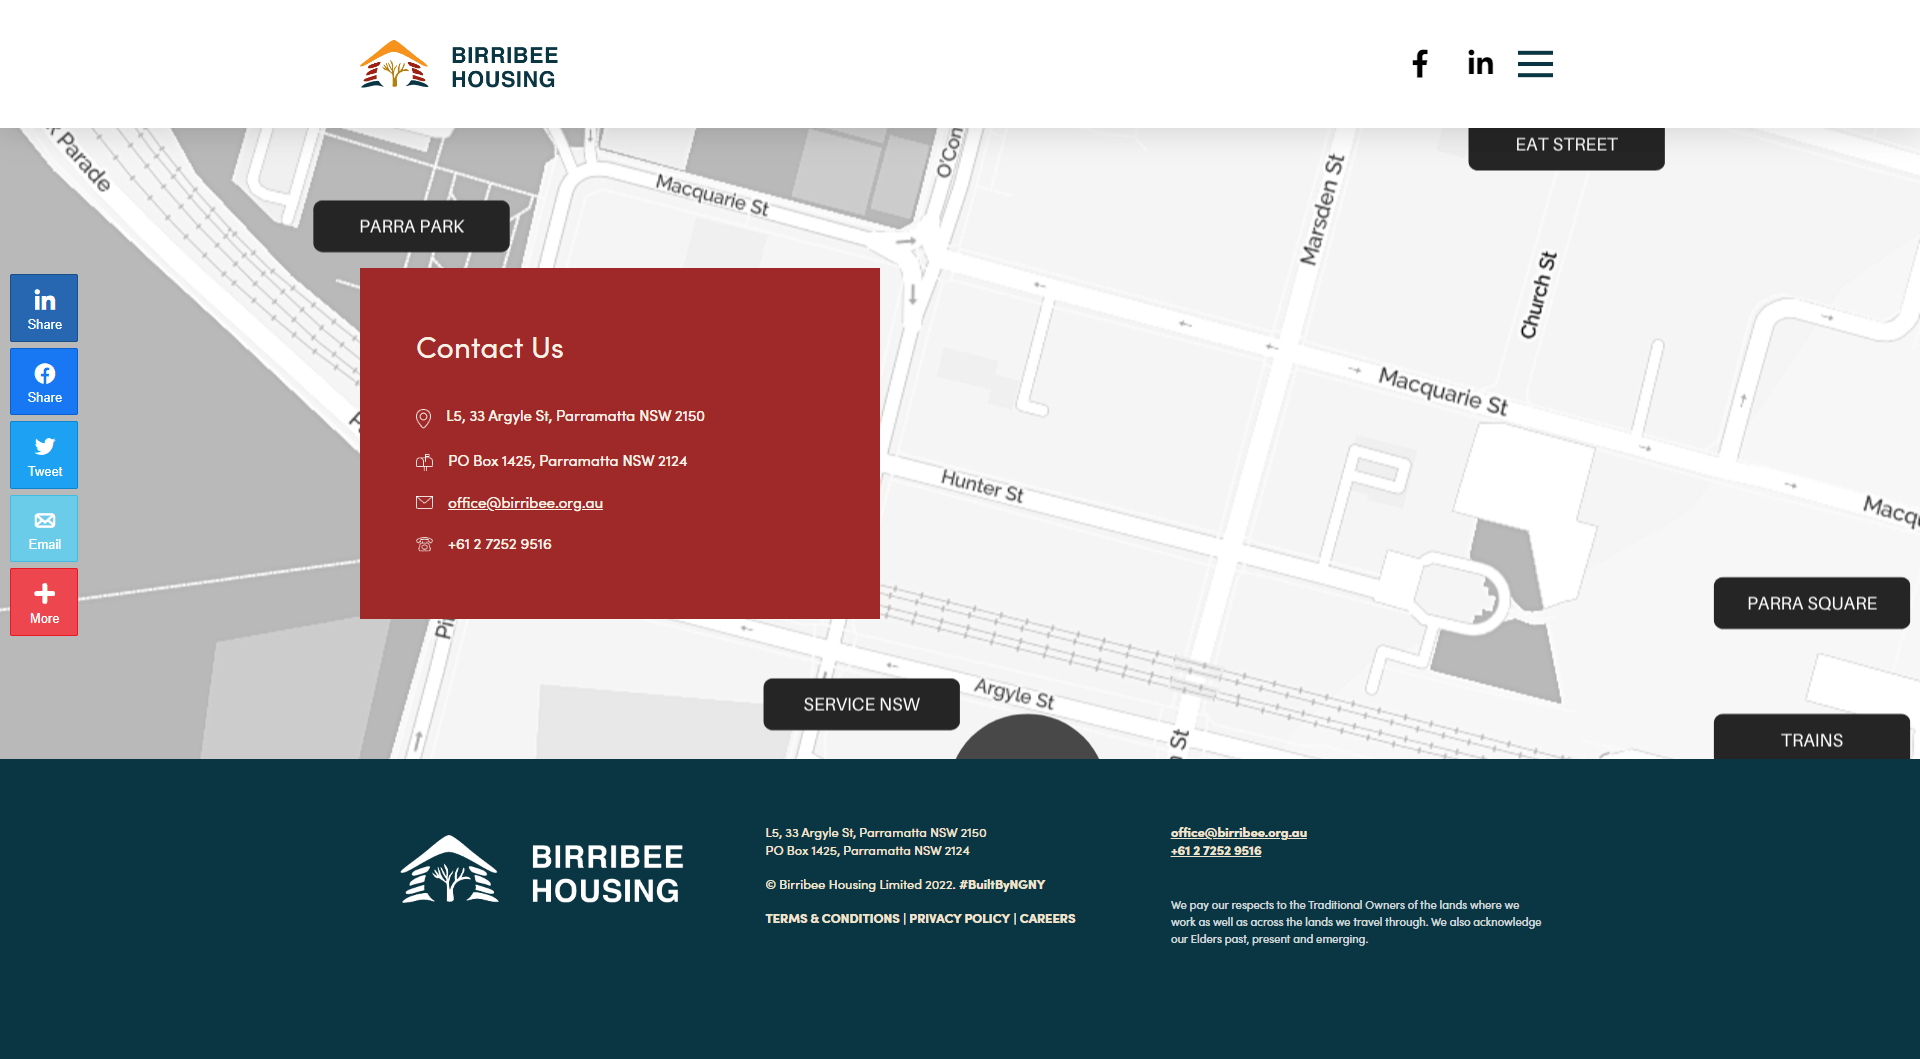 BIRRIBEE
HOUSING
EAT STREET
Parade
Macquarie St
O'Con
Marsden St
PARRA PARK
Church St
Share
Share
Tweet
Email
More
Contact Us
L5, 33 Argyle St, Parramatta NSW 2150
PO Box 1425, Parramatta NSW 2124
office@birribee.org.au
+61 2 7252 9516
Macquarie St
Hunter St
Macqu
PARRA SQUARE
Pi
SERVICE NSW
Argyle St
St
TRAINS
BIRRIBEE
HOUSING
L5, 33 Argyle St, Parramatta NSW 2150
PO Box 1425, Parramatta NSW 2124
© Birribee Housing Limited 2022. #BuiltByNGNY
TERMS & CONDITIONS | PRIVACY POLICY | CAREERS
office@birribee.org.au
+61 2 7252 9516
We pay our respects to the Traditional Owners of the lands where we
work as well as across the lands we travel through. We also acknowledge
our Elders past, present and emerging.